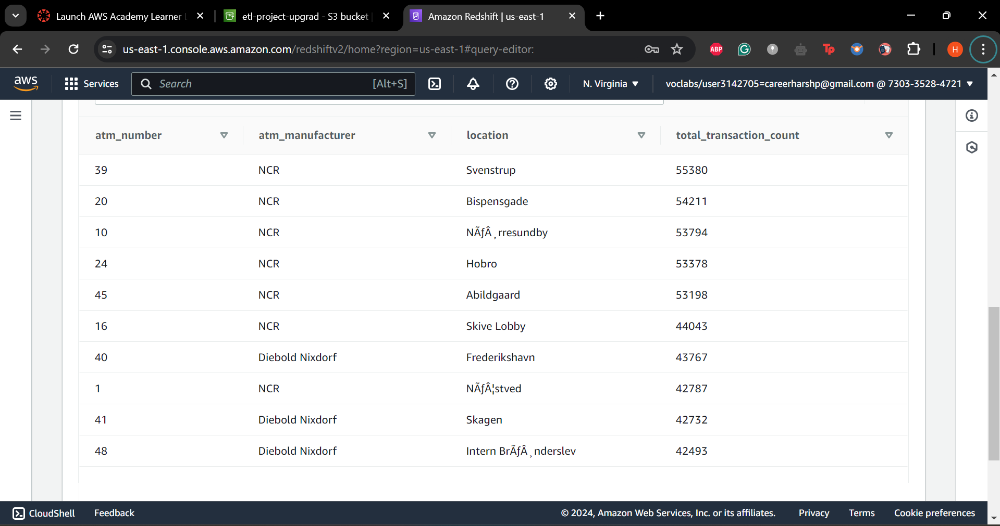 Launch AWS Academy Learner L
etl-project-upgrad - S3 bucket
Amazon Redshift | us-east-1
us-east-1.console.aws.amazon.com/redshiftv2/home?region=us-east-1#query-editor:
ABP
Tp
H
aws
Services
Search
[Alt+S]
N. Virginia
voclabs/user3142705=careerharshp@gmail.com @ 7303-3528-4721
atm_number atm_manufacturer location total_transaction_count
39 NCR Svenstrup 55380
20 NCR Bispensgade 54211
10 NCR NÃƒÂ¸rresundby 53794
24 NCR Hobro 53378
45 NCR Abildgaard 53198
16 NCR Skive Lobby 44043
40 Diebold Nixdorf Frederikshavn 43767
1 NCR NÃƒÂ¦stved 42787
41 Diebold Nixdorf Skagen 42732
48 Diebold Nixdorf Intern BrÃƒÂ¸nderslev 42493
CloudShell Feedback © 2024, Amazon Web Services, Inc. or its affiliates. Privacy Terms Cookie preferences